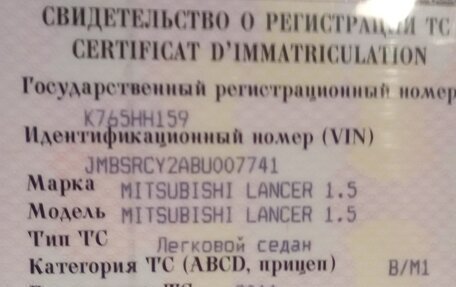 СВИДЕТЕЛЬСТВО О РЕГИСТРАЦИИ ТС
CERTIFICAT D'IMMATRICULATION
Государственный регистрационный номер
К765НН159
Идентификационный номер (VIN)
JMBSRCY2ABU007741
Марка MITSUBISHI LANCER 1.5
Модель MITSUBISHI LANCER 1.5
Тип ТС Легковой седан
Категория ТС (ABCD, прицеп) B/M1